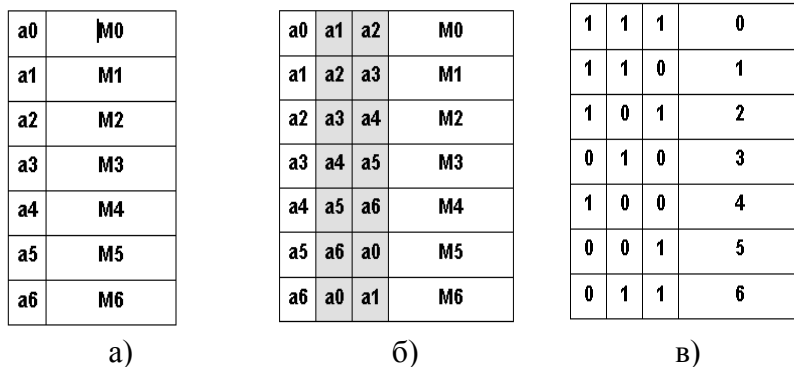 a0 M0
a1 M1
a2 M2
a3 M3
a4 M4
a5 M5
a6 M6
а)
a0 a1 a2 M0
a1 a2 a3 M1
a2 a3 a4 M2
a3 a4 a5 M3
a4 a5 a6 M4
a5 a6 a0 M5
a6 a0 a1 M6
б)
1 1 1 0
1 1 0 1
1 0 1 2
0 1 0 3
1 0 0 4
0 0 1 5
0 1 1 6
в)